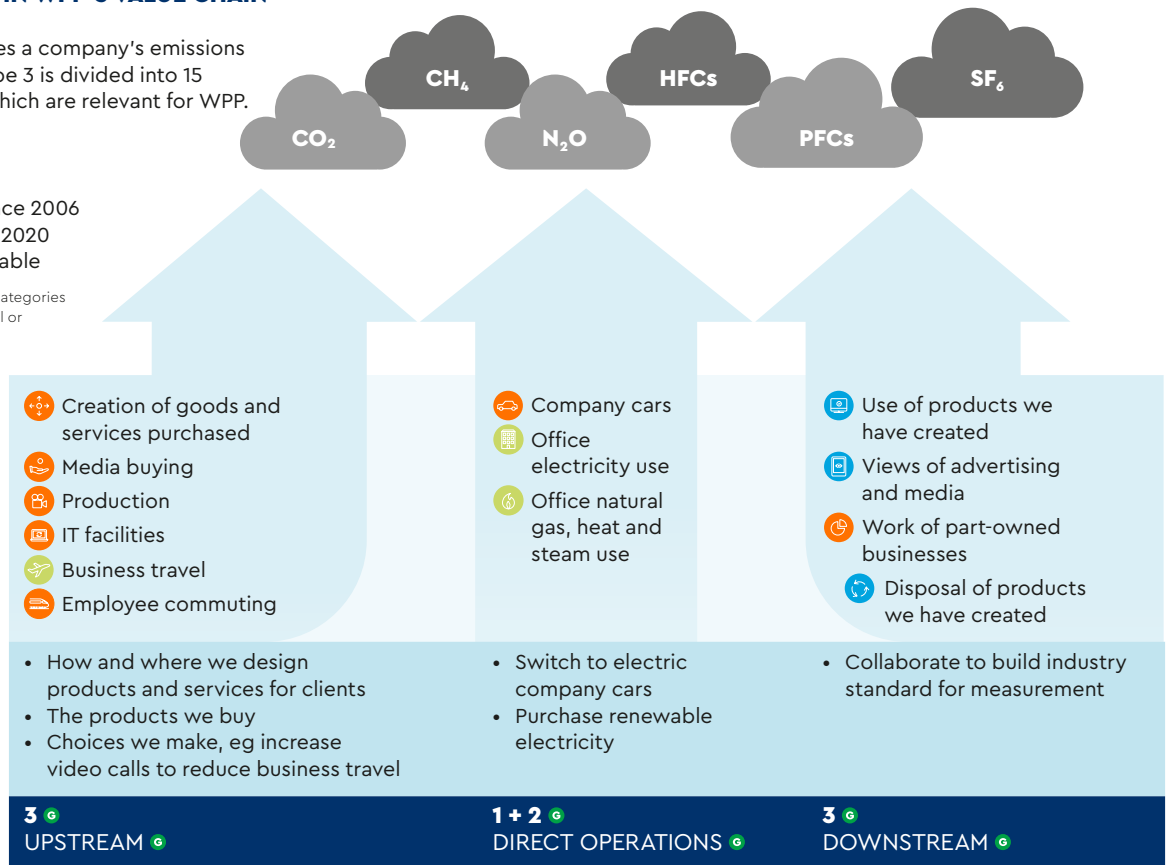 es a company's emissions
pe 3 is divided into 15
which are relevant for WPP.
ce 2006
2020
able
ategories
l or
CO₂
CH₄
N₂O
HFCs
PFCs
SF₆
Creation of goods and
services purchased
Media buying
Production
IT facilities
Business travel
Employee commuting
Company cars
Office
electricity use
Office natural
gas, heat and
steam use
Use of products we
have created
Views of advertising
and media
Work of part-owned
businesses
Disposal of products
we have created
• How and where we design
products and services for clients
• The products we buy
• Choices we make, eg increase
video calls to reduce business travel
• Switch to electric
company cars
• Purchase renewable
electricity
• Collaborate to build industry
standard for measurement
3 G
UPSTREAM G
1 + 2 G
DIRECT OPERATIONS G
3 G
DOWNSTREAM G